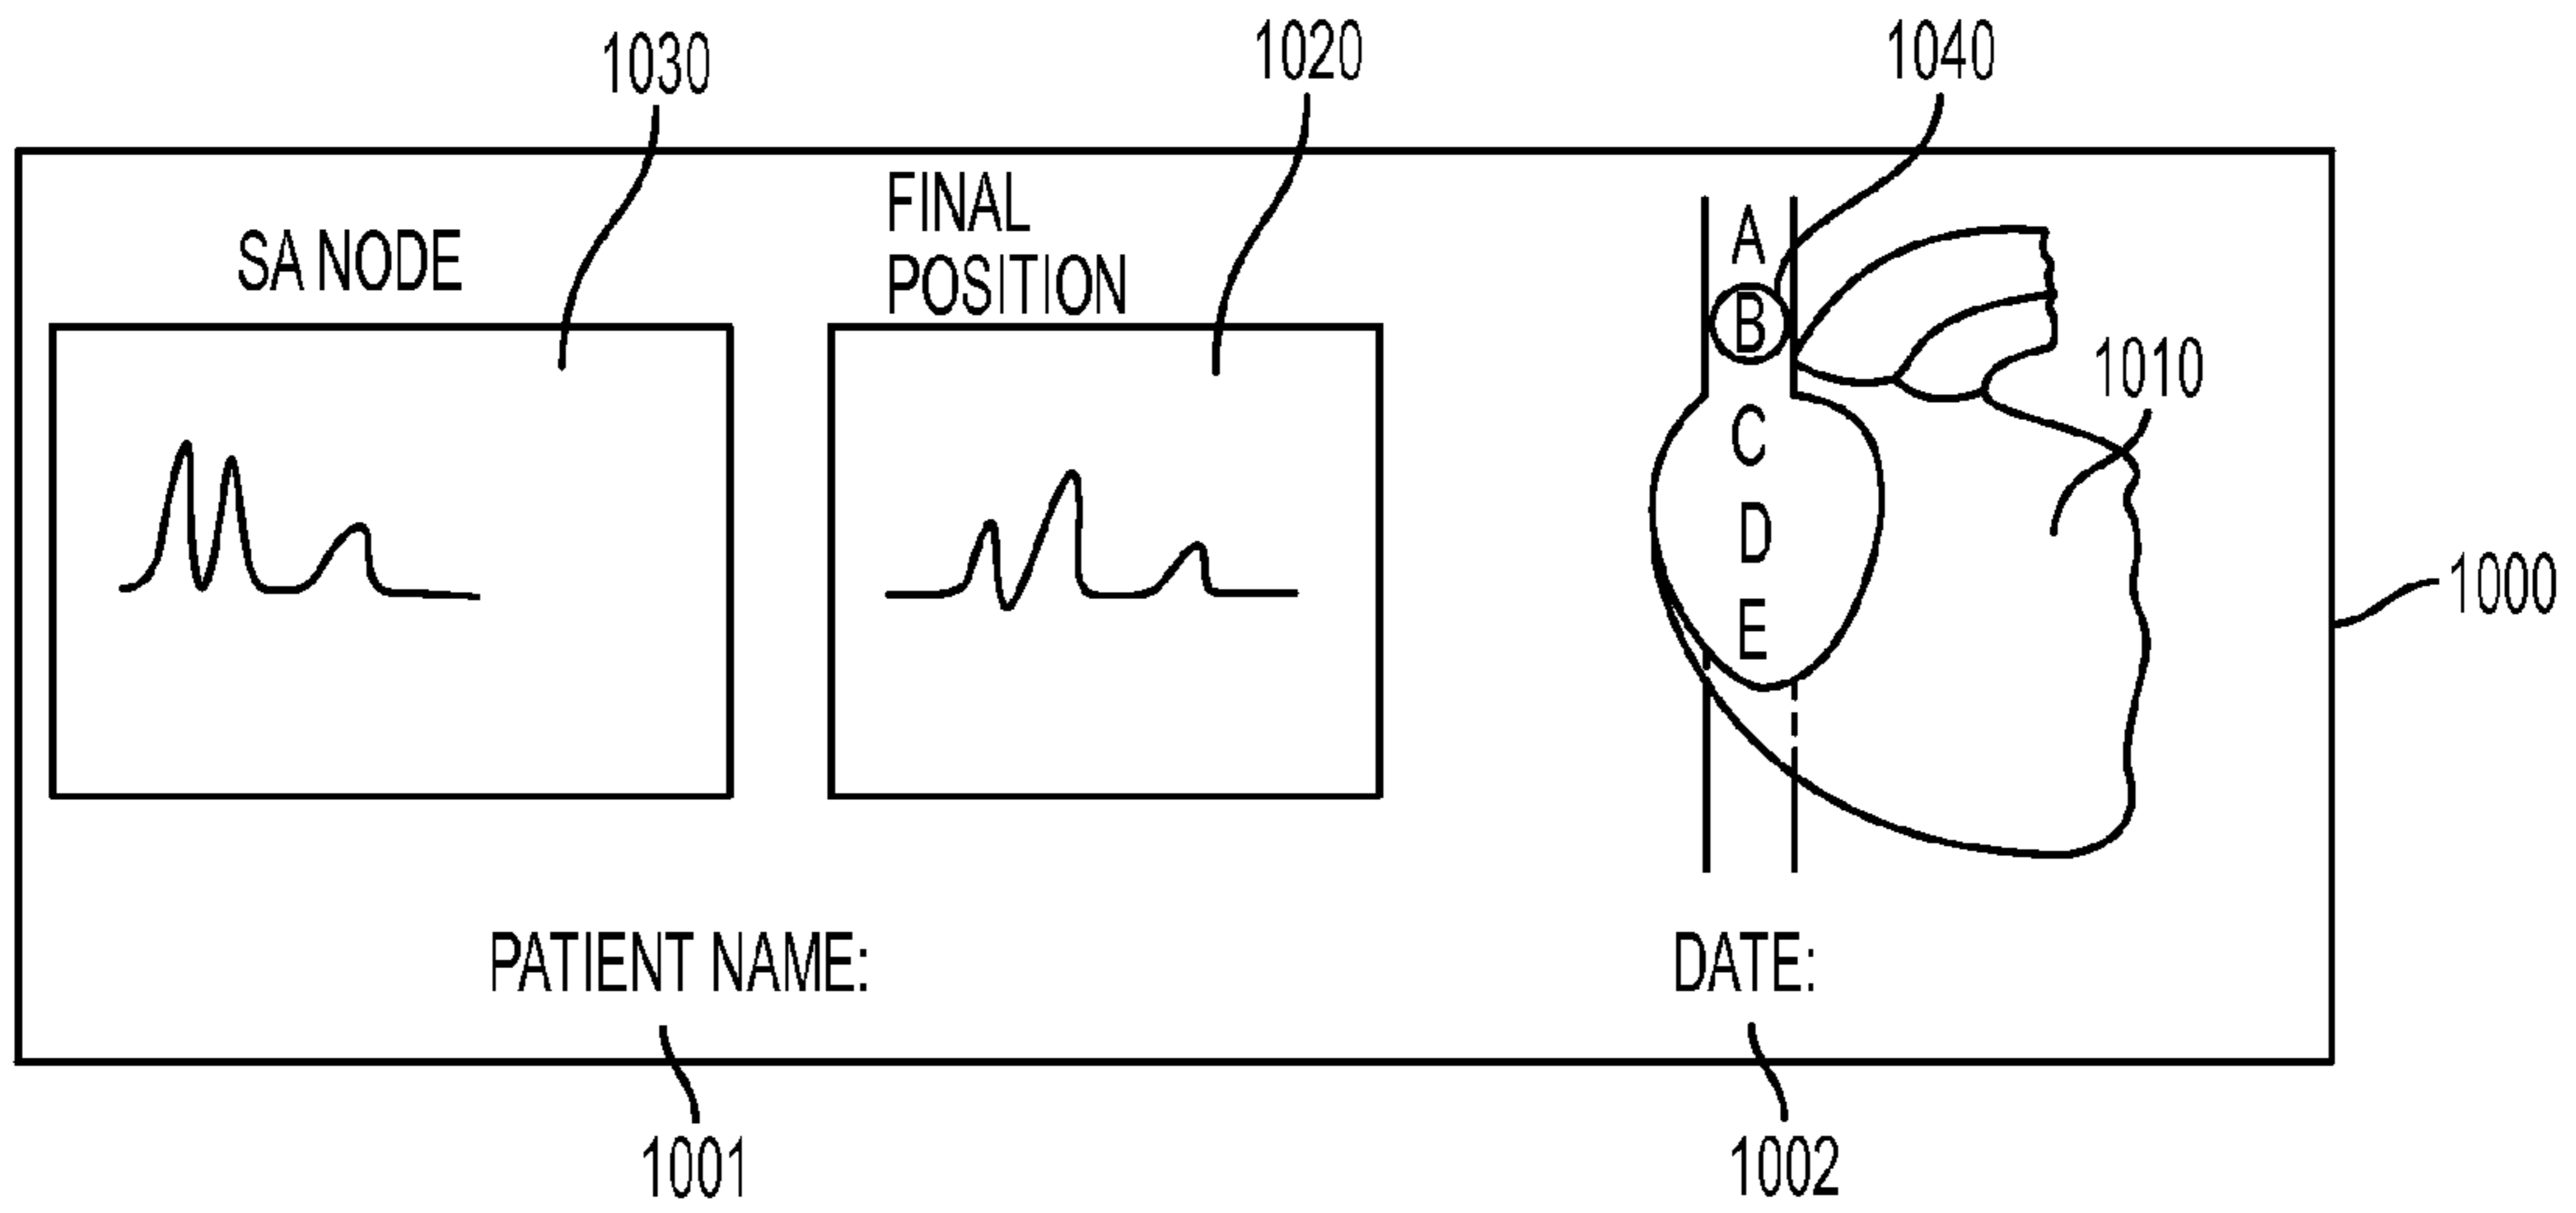 1030
1020
1040
SA NODE
FINAL
POSITION
A
B
C
D
E
1010
1000
PATIENT NAME:
DATE:
1001
1002